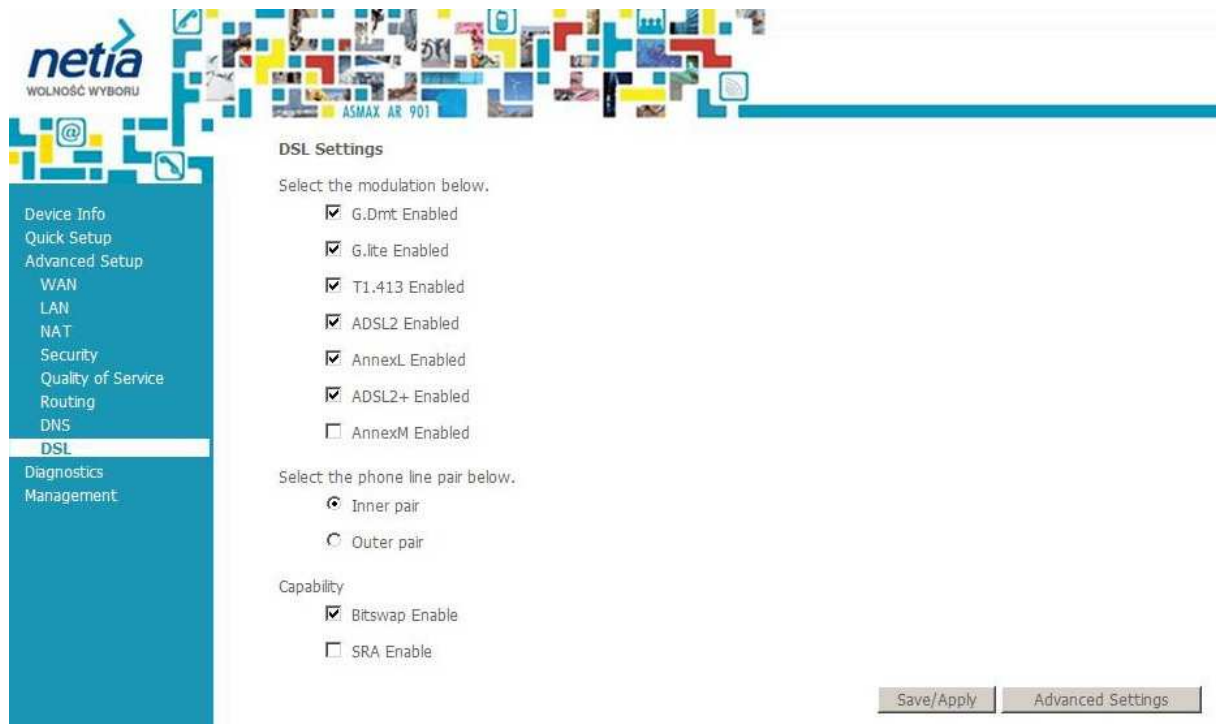 netia
WOLNOŚĆ WYBORU
ASMAX AR 901
@
Device Info
Quick Setup
Advanced Setup
WAN
LAN
NAT
Security
Quality of Service
Routing
DNS
DSL
Diagnostics
Management
DSL Settings
Select the modulation below.
G.Dmt Enabled
G.lite Enabled
T1.413 Enabled
ADSL2 Enabled
AnnexL Enabled
ADSL2+ Enabled
AnnexM Enabled
Select the phone line pair below.
Inner pair
Outer pair
Capability
Bitswap Enable
SRA Enable
Save/Apply
Advanced Settings